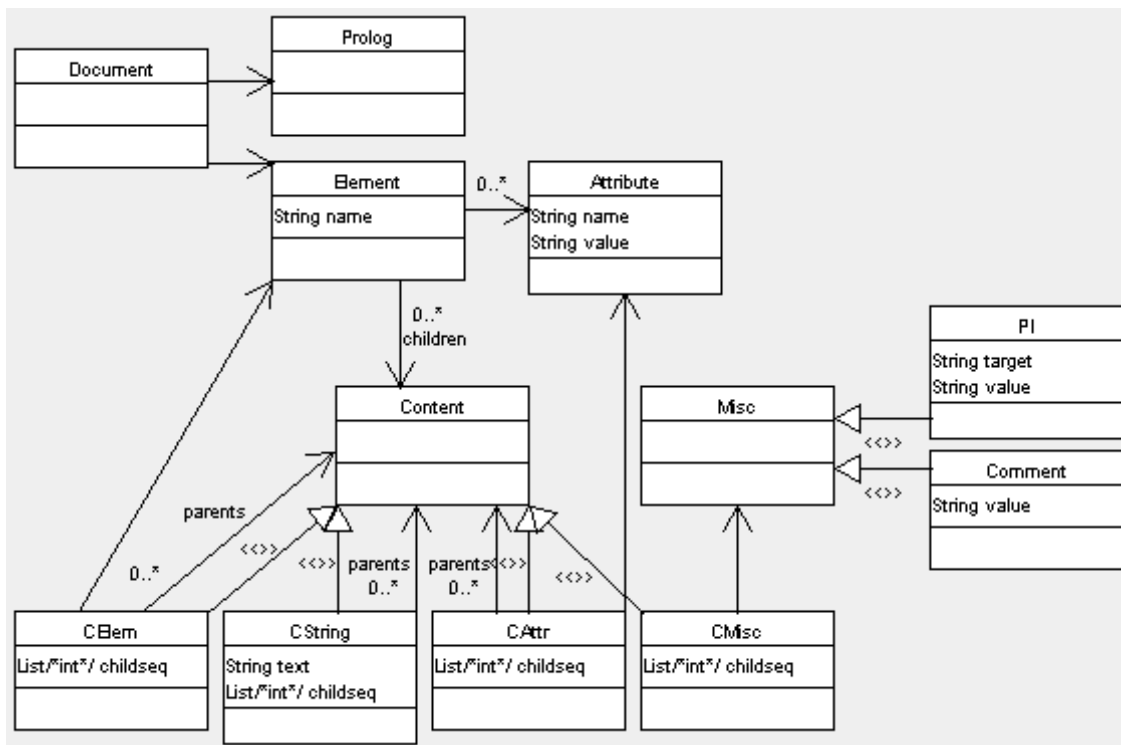 Prolog
Document
Element
String name
0..*
Attribute
String name
String value
0..*
children
PI
String target
String value
Content
Misc
<<>>
Comment
String value
<<>>
parents
<<>>
0..*
<<>>
parents
0..*
parents
0..*
<<>>
<<>>
CElem
List/*int*/ childseq
CString
String text
List/*int*/ childseq
CAttr
List/*int*/ childseq
CMisc
List/*int*/ childseq